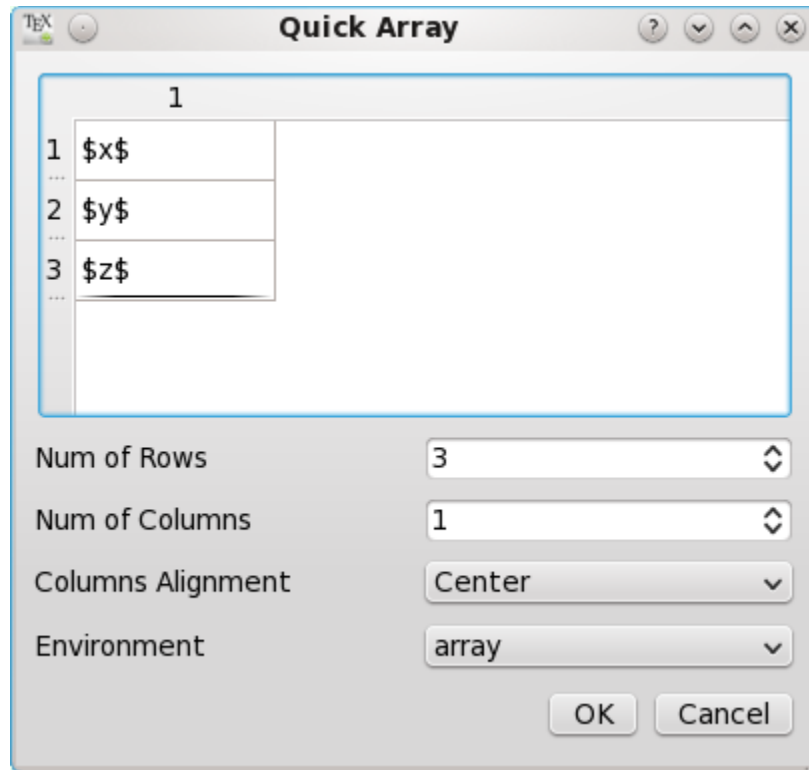 TEX Quick Array ?
1
1 $x$
2 $y$
3 $z$
Num of Rows 3
Num of Columns 1
Columns Alignment Center
Environment array
OK Cancel